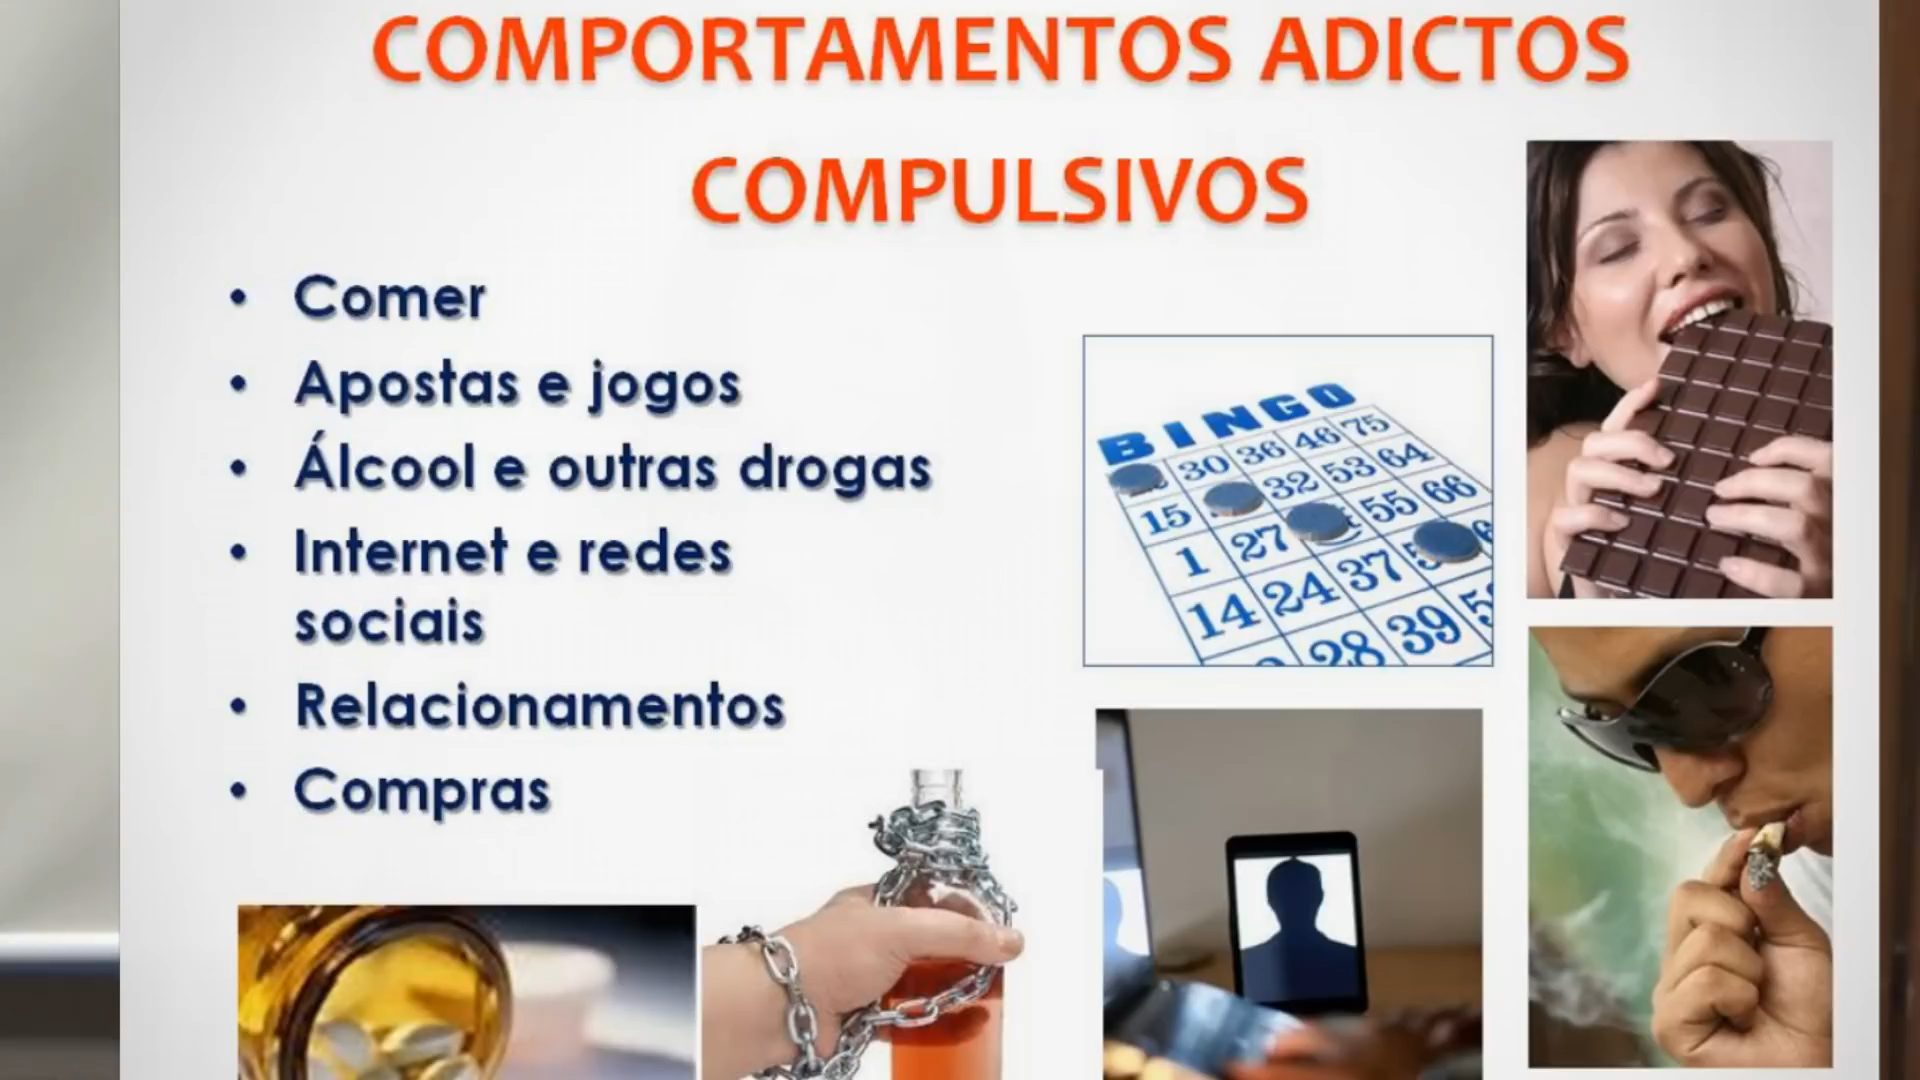 COMPORTAMENTOS ADICTOS
COMPULSIVOS
• Comer
• Apostas e jogos
• Álcool e outras drogas
• Internet e redes
sociais
• Relacionamentos
• Compras
BINGO
30 36 46 75
32 53 64
15 55 66
1 27
14 24 37
28 39